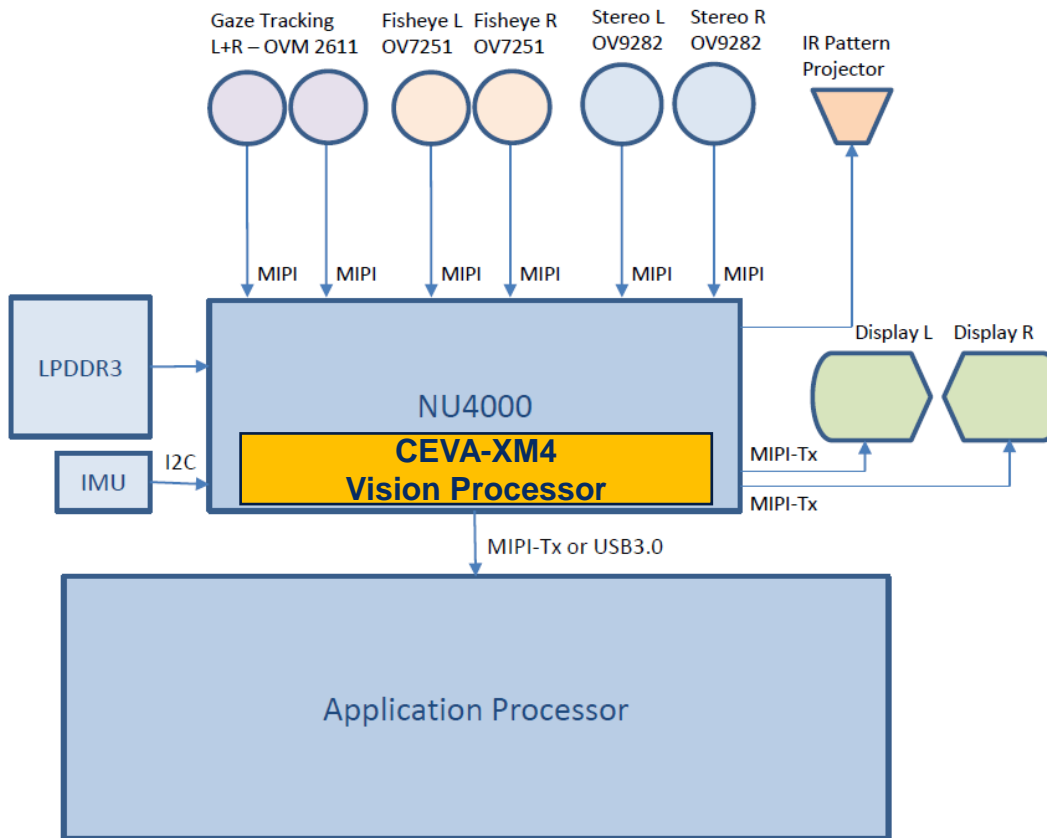 Gaze Tracking
L+R – OVM 2611
Fisheye L
OV7251
Fisheye R
OV7251
Stereo L
OV9282
Stereo R
OV9282
IR Pattern
Projector
MIPI
MIPI
MIPI
MIPI
MIPI
MIPI
LPDDR3
Display L
Display R
NU4000
CEVA-XM4
Vision Processor
I2C
IMU
MIPI-Tx
MIPI-Tx
MIPI-Tx or USB3.0
Application Processor